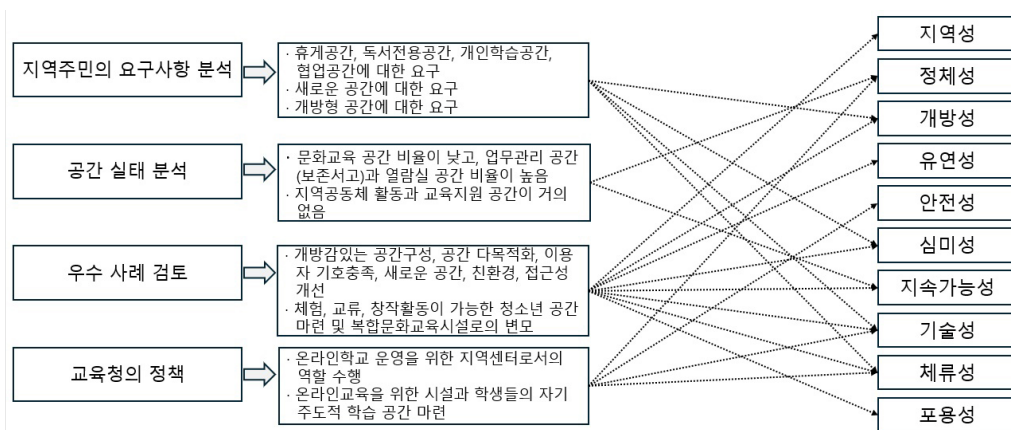 지역주민의 요구사항 분석
· 휴게공간, 독서전용공간, 개인학습공간,
협업공간에 대한 요구
· 새로운 공간에 대한 요구
· 개방형 공간에 대한 요구
공간 실태 분석
· 문화교육 공간 비율이 낮고, 업무관리 공간
(보존서고)과 열람실 공간 비율이 높음
· 지역공동체 활동과 교육지원 공간이 거의
없음
우수 사례 검토
· 개방감있는 공간구성, 공간 다목적화, 이용
자 기호충족, 새로운 공간, 친환경, 접근성
개선
· 체험, 교류, 창작활동이 가능한 청소년 공간
마련 및 복합문화교육시설로의 변모
교육청의 정책
· 온라인학교 운영을 위한 지역센터로서의
역할 수행
· 온라인교육을 위한 시설과 학생들의 자기
주도적 학습 공간 마련
지역성
정체성
개방성
유연성
안전성
심미성
지속가능성
기술성
체류성
포용성